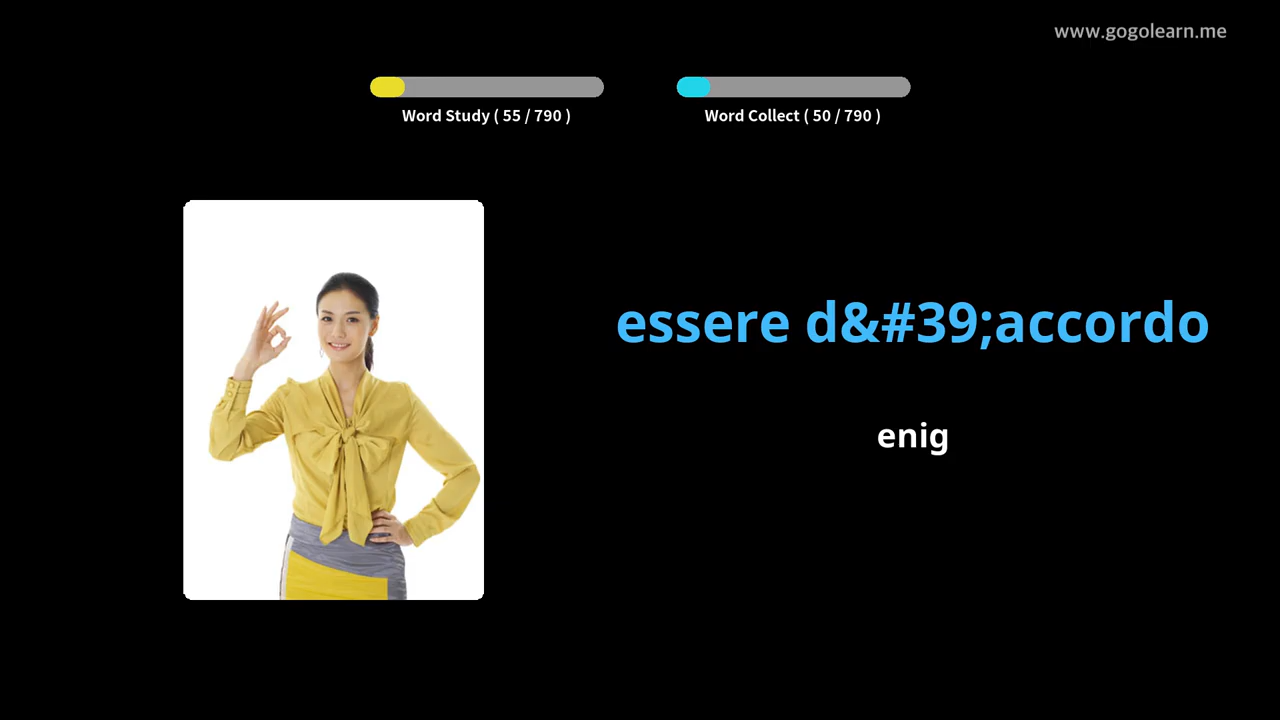 www.gogolearn.me
Word Study ( 55 / 790 )
Word Collect ( 50 / 790 )
essere d&#39;accordo
enig